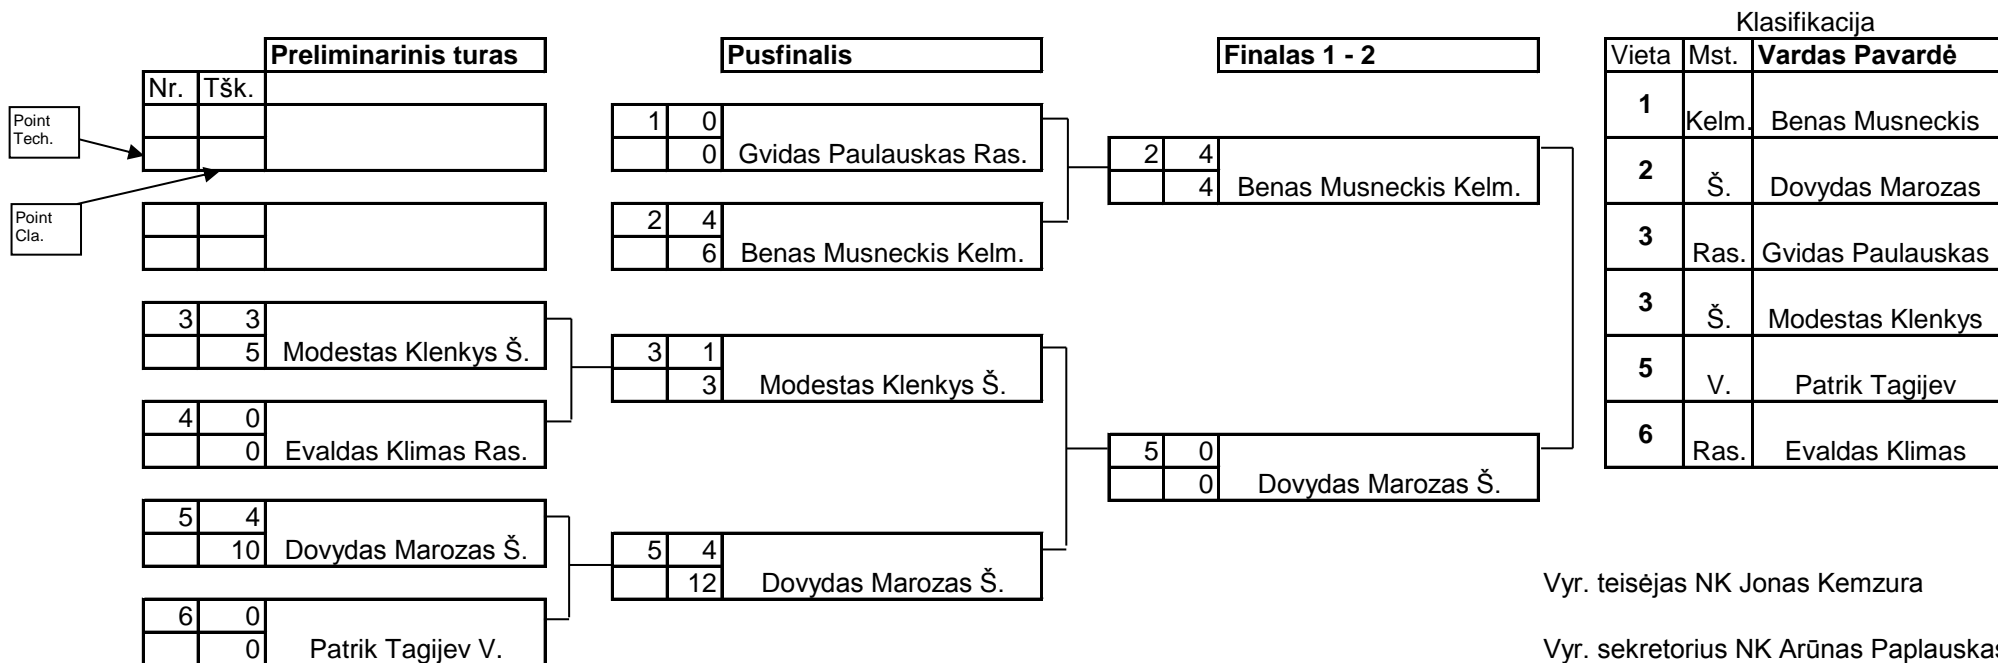 Klasifikacija
Preliminarinis turas Pusfinalis Finalas 1 - 2 Vieta Mst. Vardas Pavardė
Nr. Tšk.
Point
Tech.
1 0
0 Gvidas Paulauskas Ras.
2 4
4 Benas Musneckis Kelm.
Point
Cla.
2 4
6 Benas Musneckis Kelm.
3 3
5 Modestas Klenkys Š.
3 1
3 Modestas Klenkys Š.
4 0
0 Evaldas Klimas Ras.
5 0
0 Dovydas Marozas Š.
5 4
10 Dovydas Marozas Š.
5 4
12 Dovydas Marozas Š.
6 0
0 Patrik Tagijev V.
1 Kelm. Benas Musneckis
2 Š. Dovydas Marozas
3 Ras. Gvidas Paulauskas
3 Š. Modestas Klenkys
5 V. Patrik Tagijev
6 Ras. Evaldas Klimas
Vyr. teisėjas NK Jonas Kemzura
Vyr. sekretorius NK Arūnas Paplauskas